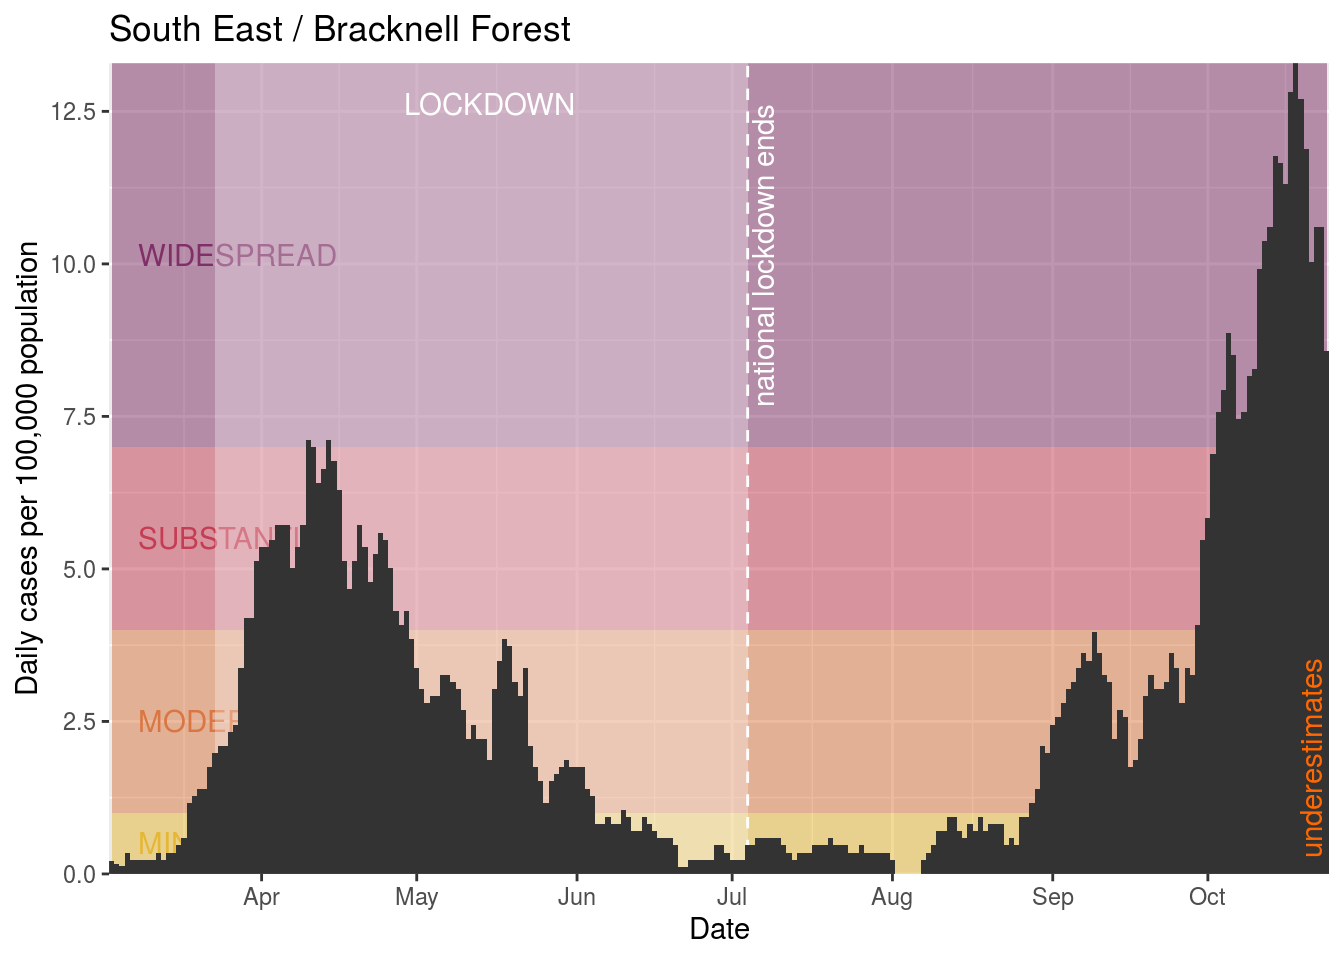 South East / Bracknell Forest
Daily cases per 100,000 population
12.5
10.0
7.5
5.0
2.5
0.0
LOCKDOWN
national lockdown ends
WIDESPREAD
underestimates
Apr
May
Jun
Jul
Aug
Sep
Oct
Date